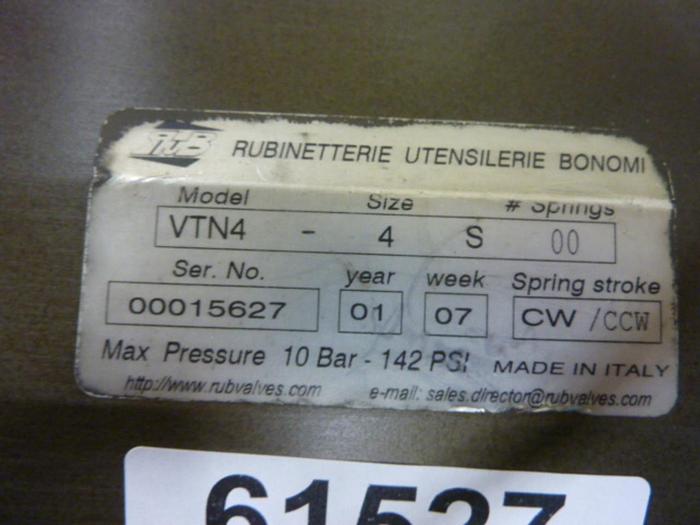 RuB RUBINETTERIE UTENSILERIE BONOMI
Model Size # Springs
VTN4 - 4 S 00
Ser. No. year week Spring stroke
00015627 01 07 CW /CCW
Max Pressure 10 Bar - 142 PSI MADE IN ITALY
http://www.rubvalves.com e-mail: sales.director@rubvalves.com
61527